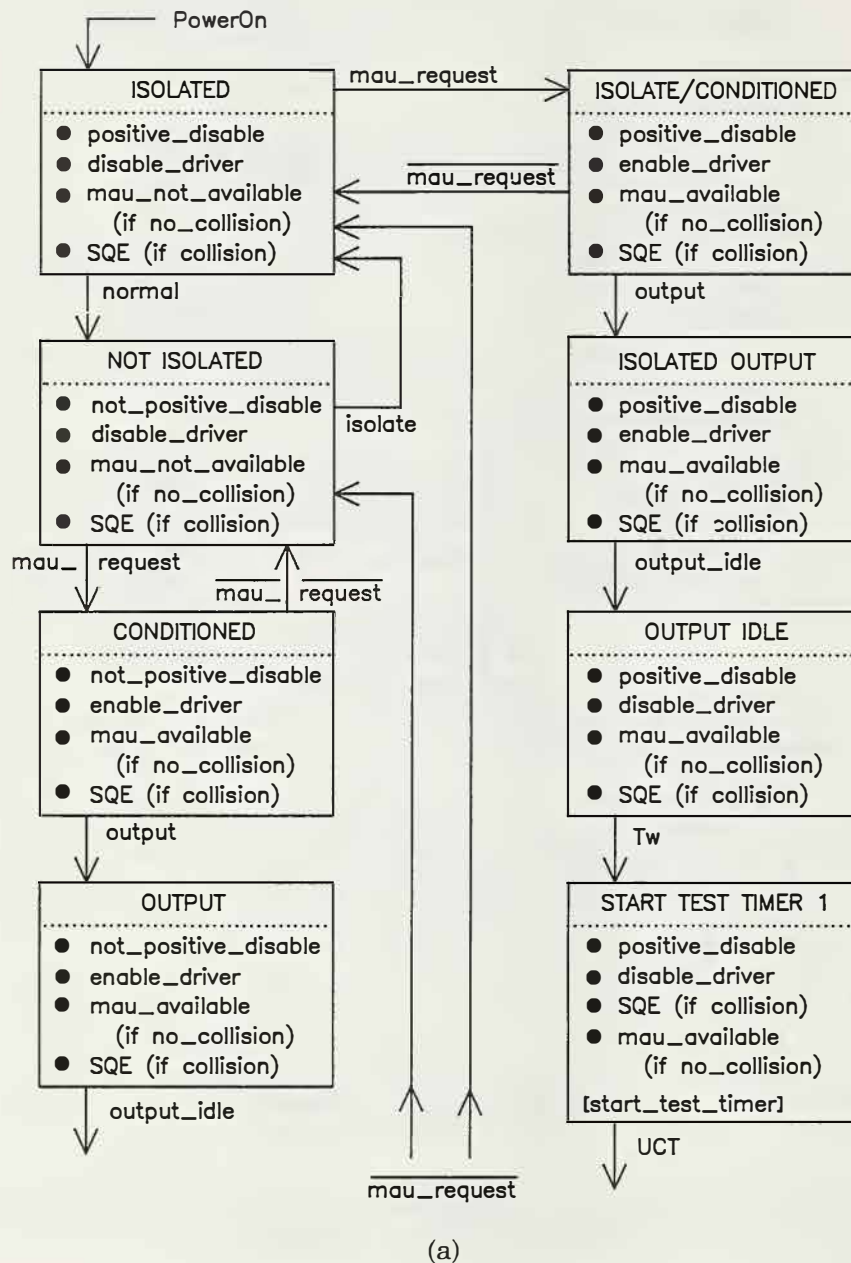 PowerOn
ISOLATED
● positive_disable
● disable_driver
● mau_not_available
(if no_collision)
● SQE (if collision)
mau_request
mau_request
ISOLATE/CONDITIONED
● positive_disable
● enable_driver
● mau_available
(if no_collision)
● SQE (if collision)
normal
output
NOT ISOLATED
● not_positive_disable
● disable_driver
● mau_not_available
(if no_collision)
● SQE (if collision)
isolate
ISOLATED OUTPUT
● positive_disable
● enable_driver
● mau_available
(if no_collision)
● SQE (if collision)
mau_ request
mau_ request
output_idle
CONDITIONED
● not_positive_disable
● enable_driver
● mau_available
(if no_collision)
● SQE (if collision)
OUTPUT IDLE
● positive_disable
● disable_driver
● mau_available
(if no_collision)
● SQE (if collision)
output
Tw
OUTPUT
● not_positive_disable
● enable_driver
● mau_available
(if no_collision)
● SQE (if collision)
START TEST TIMER 1
● positive_disable
● disable_driver
● SQE (if collision)
● mau_available
(if no_collision)
[start_test_timer]
output_idle
UCT
mau_request
(a)